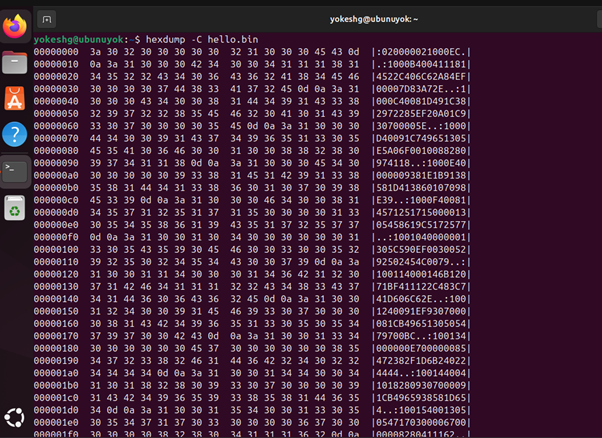 yokeshg@ubunuyok: ~
yokeshg@ubunuyok:~$ hexdump -C hello.bin
00000000  3a 30 32 30 30 30 30 30  32 31 30 30 30 45 43 0d  |:020000021000EC.|
00000010  0a 3a 31 30 30 30 42 34  30 30 34 31 31 31 38 31  |.:1000B400411181|
00000020  34 35 32 32 43 34 30 36  43 36 32 41 38 34 45 46  |4522C406C62A84EF|
00000030  30 30 30 30 37 44 38 33  41 37 32 45 0d 0a 3a 31  |00007D83A72E..:1|
00000040  30 30 30 43 34 30 30 38  31 44 34 39 31 43 33 38  |000C40081D491C38|
00000050  32 39 37 32 32 38 35 45  46 32 30 41 30 31 43 39  |2972285EF20A01C9|
00000060  33 30 37 30 30 30 30 35  45 0d 0a 3a 31 30 30 30  |30700005E..:1000|
00000070  44 34 30 30 39 31 43 37  34 39 36 35 31 33 30 35  |D40091C749651305|
00000080  45 35 41 30 36 46 30 30  31 30 30 38 38 32 38 30  |E5A06F0010088280|
00000090  39 37 34 31 31 38 0d 0a  3a 31 30 30 30 45 34 30  |974118..:1000E40|
000000a0  30 30 30 30 30 39 33 38  31 45 31 42 39 31 33 38  |000009381E1B9138|
000000b0  35 38 31 44 34 31 33 38  36 30 31 30 37 30 39 38  |581D413860107098|
000000c0  45 33 39 0d 0a 3a 31 30  30 30 46 34 30 30 38 31  |E39..:1000F40081|
000000d0  34 35 37 31 32 35 31 37  31 35 30 30 30 30 31 33  |4571251715000013|
000000e0  30 35 34 35 38 36 31 39  43 35 31 37 32 35 37 37  |05458619C5172577|
000000f0  0d 0a 3a 31 30 30 31 30  34 30 30 30 30 30 30 31  |..:1001040000001|
00000100  33 30 35 43 35 39 30 45  46 30 30 33 30 30 35 32  |305C590EF0030052|
00000110  39 32 35 30 32 34 35 34  43 30 30 37 39 0d 0a 3a  |92502454C0079..:|
00000120  31 30 30 31 31 34 30 30  30 31 34 36 42 31 32 30  |100114000146B120|
00000130  37 31 42 46 34 31 31 31  32 32 43 34 38 33 43 37  |71BF411122C483C7|
00000140  34 31 44 36 30 36 43 36  32 45 0d 0a 3a 31 30 30  |41D606C62E..:100|
00000150  31 32 34 30 30 39 31 45  46 39 33 30 37 30 30 30  |1240091EF9307000|
00000160  30 38 31 43 42 34 39 36  35 31 33 30 35 30 35 34  |081CB49651305054|
00000170  37 39 37 30 30 42 43 0d  0a 3a 31 30 30 31 33 34  |79700BC..:100134|
00000180  30 30 30 30 30 30 45 37  30 30 30 30 30 30 38 35  |000000E700000085|
00000190  34 37 32 33 38 32 46 31  44 36 42 32 34 30 32 32  |472382F1D6B24022|
000001a0  34 34 34 34 0d 0a 3a 31  30 30 31 34 34 30 30 34  |4444..:100144004|
000001b0  31 30 31 38 32 38 30 39  33 30 37 30 30 30 30 39  |1018280930700009|
000001c0  31 43 42 34 39 36 35 39  33 38 35 38 31 44 36 35  |1CB4965938581D65|
000001d0  34 0d 0a 3a 31 30 30 31  35 34 30 30 31 33 30 35  |4..:100154001305|
000001e0  30 35 34 37 31 37 30 33  30 30 30 30 36 37 30 30  |0547170300006700|
000001f0  30 30 30 30 38 32 38 30  34 31 31 31 36 32 0d 0a  |00008280411162..|